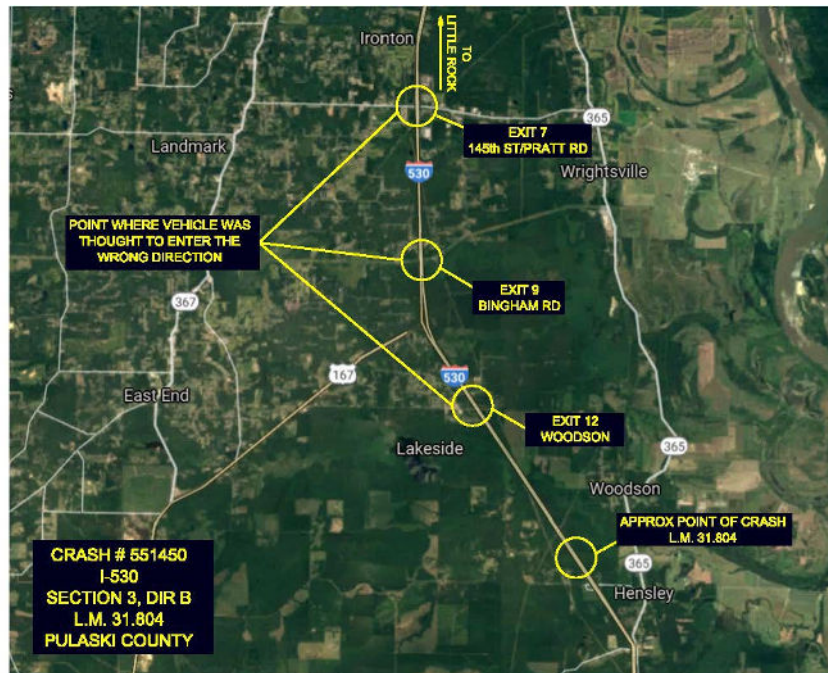 Ironton
TO
LITTLE ROCK
EXIT 7
145th ST/PRATT RD
365
Landmark
530
Wrightsville
POINT WHERE VEHICLE WAS
THOUGHT TO ENTER THE
WRONG DIRECTION
EXIT 9
BINGHAM RD
367
167
530
East End
EXIT 12
WOODSON
Lakeside
365
Woodson
APPROX POINT OF CRASH
L.M. 31.804
365
Hensley
CRASH # 551450
I-530
SECTION 3, DIR B
L.M. 31.804
PULASKI COUNTY